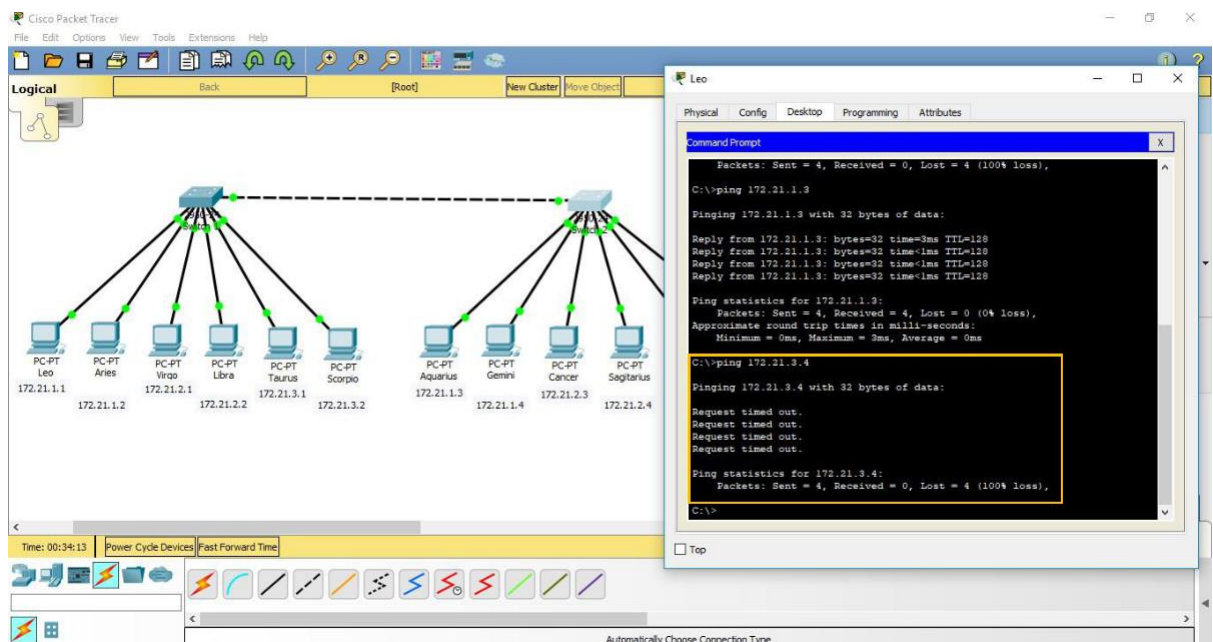 Cisco Packet Tracer
File Edit Options View Tools Extensions Help
Logical
Back
[Root]
New Cluster
Move Object
PC-PT
Leo
172.21.1.1
PC-PT
Aries
172.21.1.2
PC-PT
Virgo
172.21.2.1
PC-PT
Libra
172.21.2.2
PC-PT
Taurus
172.21.3.1
PC-PT
Scorpio
172.21.3.2
PC-PT
Aquarius
172.21.1.3
PC-PT
Gemini
172.21.1.4
PC-PT
Cancer
172.21.2.3
PC-PT
Sagitarius
172.21.2.4
Leo
Physical Config Desktop Programming Attributes
Command Prompt
X
Packets: Sent = 4, Received = 0, Lost = 4 (100% loss),
C:\>ping 172.21.1.3
Pinging 172.21.1.3 with 32 bytes of data:
Reply from 172.21.1.3: bytes=32 time=3ms TTL=128
Reply from 172.21.1.3: bytes=32 time<1ms TTL=128
Reply from 172.21.1.3: bytes=32 time<1ms TTL=128
Reply from 172.21.1.3: bytes=32 time<1ms TTL=128
Ping statistics for 172.21.1.3:
Packets: Sent = 4, Received = 4, Lost = 0 (0% loss),
Approximate round trip times in milli-seconds:
Minimum = 0ms, Maximum = 3ms, Average = 0ms
C:\>ping 172.21.3.4
Pinging 172.21.3.4 with 32 bytes of data:
Request timed out.
Request timed out.
Request timed out.
Request timed out.
Ping statistics for 172.21.3.4:
Packets: Sent = 4, Received = 0, Lost = 4 (100% loss),
C:\>
Top
Time: 00:34:13
Power Cycle Devices
Fast Forward Time
Automatically Choose Connection Type